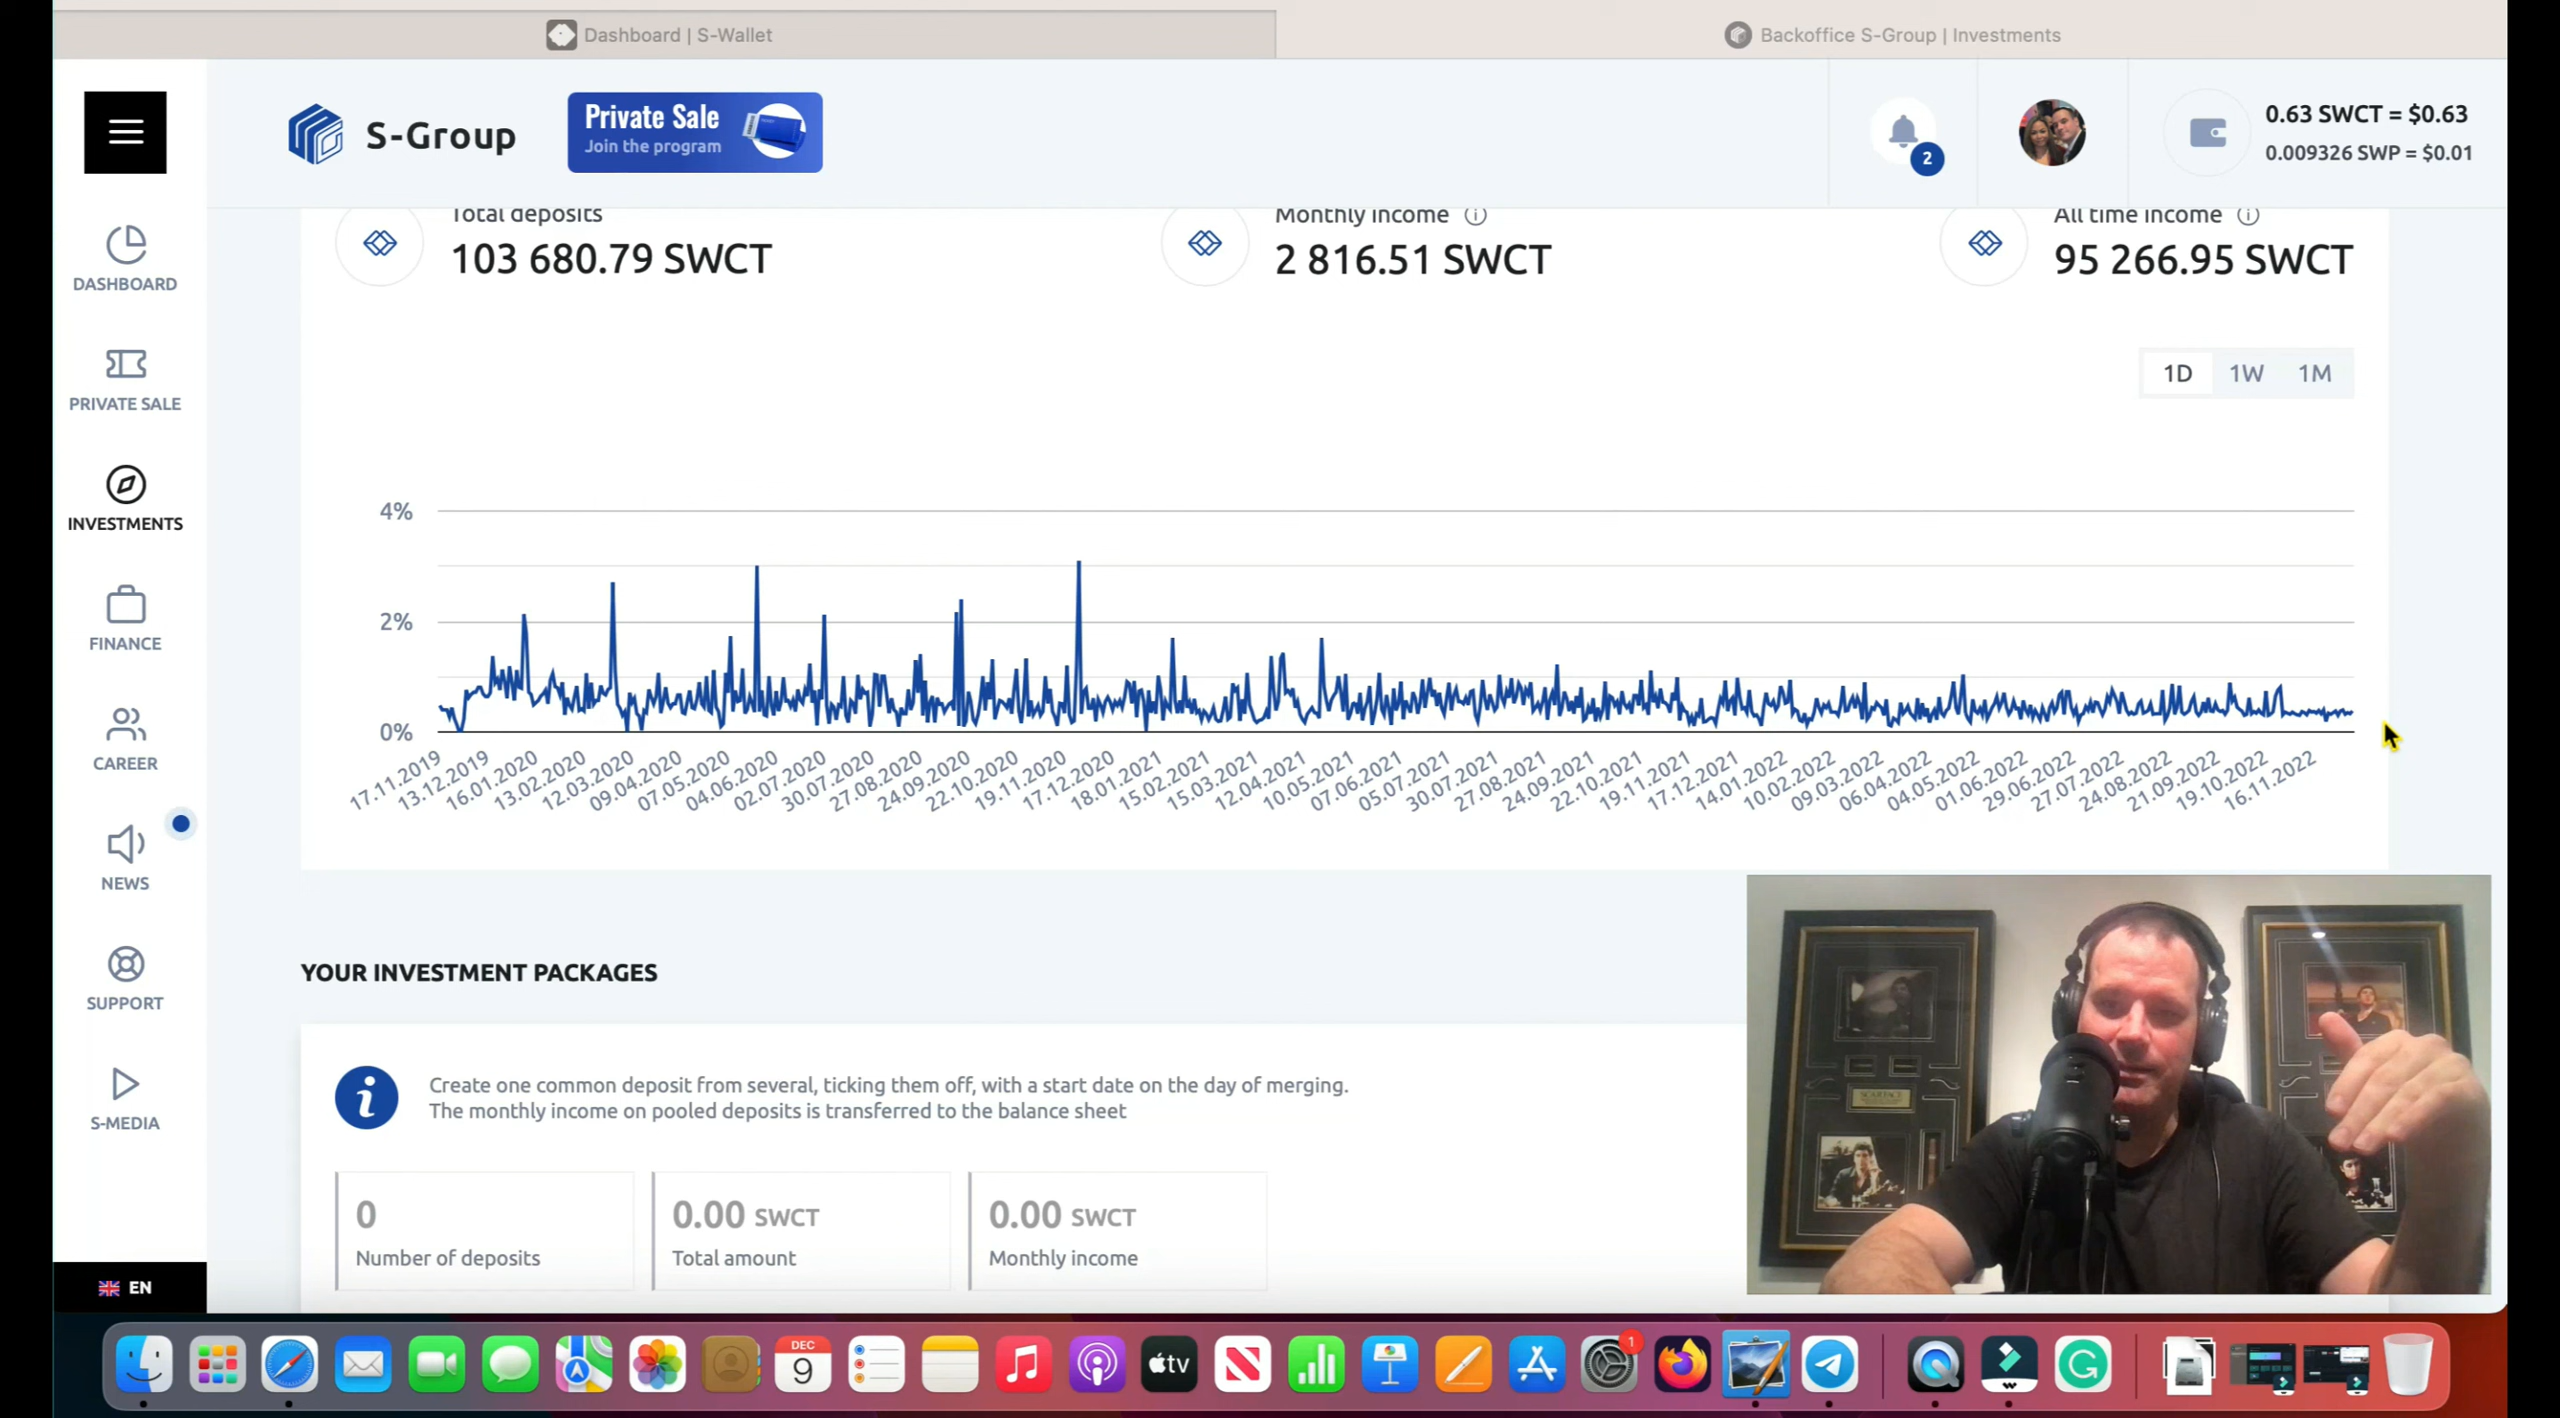 Dashboard | S-Wallet
Backoffice S-Group | Investments
S-Group
Private Sale
Join the program
2
0.63 SWCT = $0.63
0.009326 SWP = $0.01
DASHBOARD
PRIVATE SALE
INVESTMENTS
FINANCE
CAREER
NEWS
SUPPORT
S-MEDIA
EN
Total deposits
103 680.79 SWCT
Monthly income
2 816.51 SWCT
All time income
95 266.95 SWCT
1D 1W 1M
4%
2%
0%
17.11.2019 13.12.2019 16.01.2020 13.02.2020 12.03.2020 09.04.2020 07.05.2020 04.06.2020 02.07.2020 30.07.2020 27.08.2020 24.09.2020 22.10.2020 19.11.2020 17.12.2020 18.01.2021 15.02.2021 15.03.2021 12.04.2021 10.05.2021 07.06.2021 05.07.2021 30.07.2021 27.08.2021 24.09.2021 22.10.2021 19.11.2021 17.12.2021 14.01.2022 10.02.2022 09.03.2022 06.04.2022 04.05.2022 01.06.2022 29.06.2022 27.07.2022 24.08.2022 21.09.2022 19.10.2022 16.11.2022
YOUR INVESTMENT PACKAGES
Create one common deposit from several, ticking them off, with a start date on the day of merging.
The monthly income on pooled deposits is transferred to the balance sheet
0
Number of deposits
0.00 SWCT
Total amount
0.00 SWCT
Monthly income
SCARFACE
DEC
9
tv
1